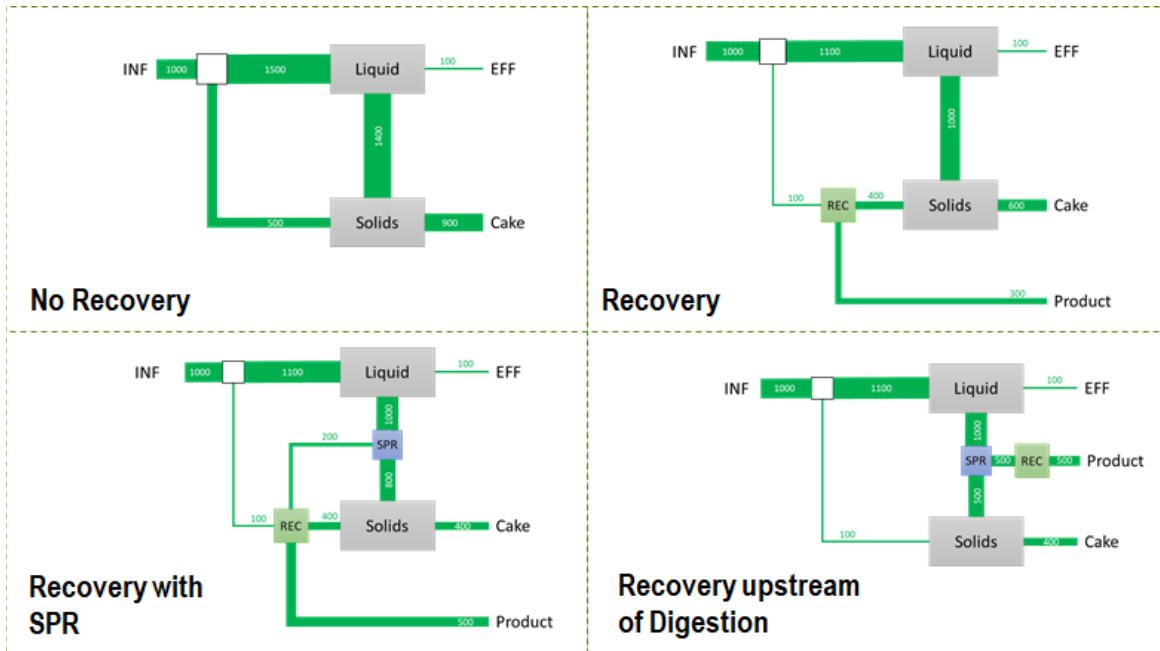 INF
1000
1500
Liquid
100
EFF
1400
500
Solids
900
Cake
No Recovery
INF
1000
1100
Liquid
100
EFF
1000
100
REC
400
Solids
600
Cake
300
Product
Recovery
INF
1000
1100
Liquid
100
EFF
1000
200
SPR
800
100
REC
400
Solids
400
Cake
500
Product
Recovery with
SPR
INF
1000
1100
Liquid
100
EFF
1000
SPR
500
REC
500
Product
500
100
Solids
400
Cake
Recovery upstream
of Digestion